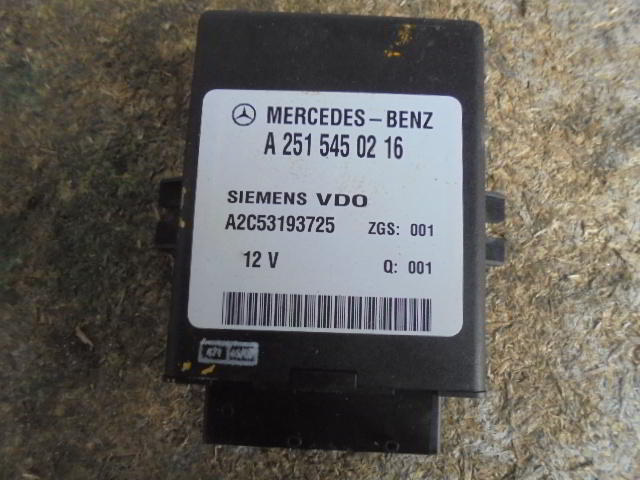 MERCEDES-BENZ
A 251 545 02 16
SIEMENS VDO
A2C53193725 ZGS: 001
12 V Q: 001